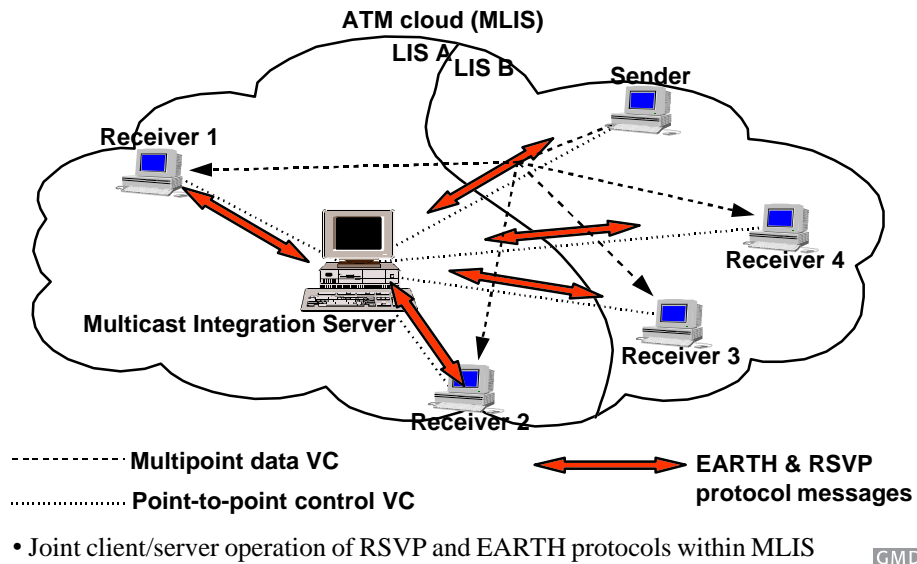 ATM cloud (MLIS)
LIS A
LIS B
Sender
Receiver 1
Receiver 4
Multicast Integration Server
Receiver 3
Receiver 2
Multipoint data VC
EARTH & RSVP
protocol messages
Point-to-point control VC
• Joint client/server operation of RSVP and EARTH protocols within MLIS
GMD